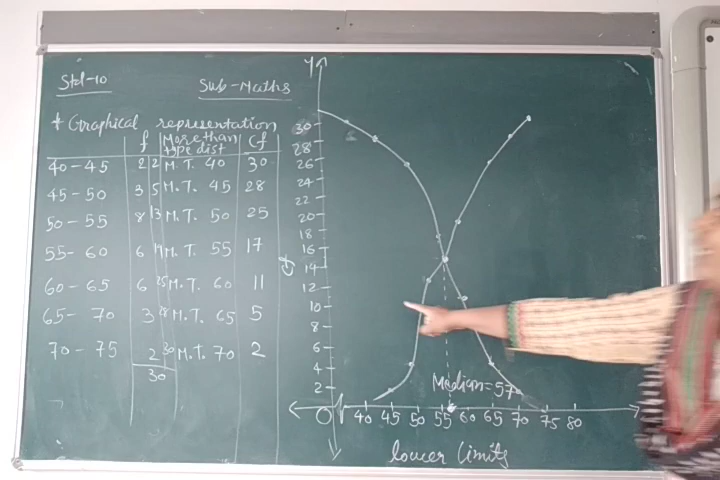 Std-10
Sub-Maths
* Graphical representation
f More than type dist Cf
40-45 2 2 M.T. 40 30
45-50 3 5 M.T. 45 28
50-55 8 13 M.T. 50 25
55-60 6 19 M.T. 55 17
60-65 6 25 M.T. 60 11
65-70 3 28 M.T. 65 5
70-75 2 30 M.T. 70 2
30
Y
30
28
26
24
22
20
18
16
14
12
10
8
6
4
2
cf
Median=57
O 40 45 50 55 60 65 70 75 80
lower limits